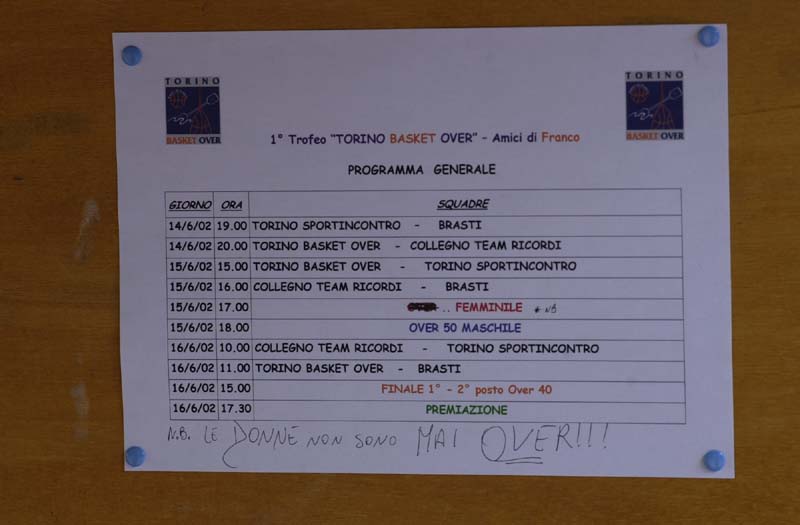 TORINO
BASKET OVER
TORINO
BASKET OVER
1° Trofeo "TORINO BASKET OVER" - Amici di Franco
PROGRAMMA GENERALE
GIORNO ORA SQUADRE
14/6/02 19.00 TORINO SPORTINCONTRO - BRASTI
14/6/02 20.00 TORINO BASKET OVER - COLLEGNO TEAM RICORDI
15/6/02 15.00 TORINO BASKET OVER - TORINO SPORTINCONTRO
15/6/02 16.00 COLLEGNO TEAM RICORDI - BRASTI
15/6/02 17.00 .. FEMMINILE * NB
15/6/02 18.00 OVER 50 MASCHILE
16/6/02 10.00 COLLEGNO TEAM RICORDI - TORINO SPORTINCONTRO
16/6/02 11.00 TORINO BASKET OVER - BRASTI
16/6/02 15.00 FINALE 1° - 2° posto Over 40
16/6/02 17.30 PREMIAZIONE
N.B. LE DONNE NON SONO MAI OVER!!!